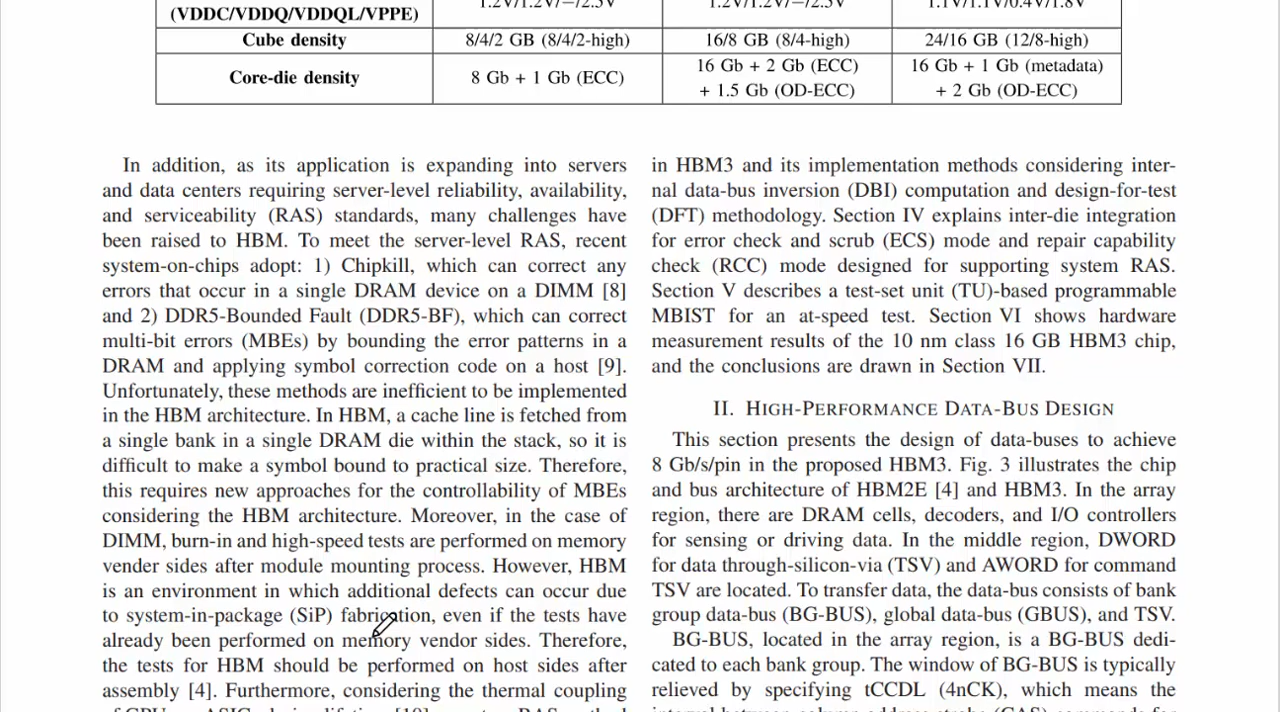 (VDDC/VDDQ/VDDQL/VPPE) 1.2V/1.2V/−/2.5V 1.2V/1.2V/−/2.5V 1.1V/1.1V/0.4V/1.8V
Cube density 8/4/2 GB (8/4/2-high) 16/8 GB (8/4-high) 24/16 GB (12/8-high)
Core-die density 8 Gb + 1 Gb (ECC) 16 Gb + 2 Gb (ECC) 16 Gb + 1 Gb (metadata)
+ 1.5 Gb (OD-ECC) + 2 Gb (OD-ECC)
In addition, as its application is expanding into servers
and data centers requiring server-level reliability, availability,
and serviceability (RAS) standards, many challenges have
been raised to HBM. To meet the server-level RAS, recent
system-on-chips adopt: 1) Chipkill, which can correct any
errors that occur in a single DRAM device on a DIMM [8]
and 2) DDR5-Bounded Fault (DDR5-BF), which can correct
multi-bit errors (MBEs) by bounding the error patterns in a
DRAM and applying symbol correction code on a host [9].
Unfortunately, these methods are inefficient to be implemented
in the HBM architecture. In HBM, a cache line is fetched from
a single bank in a single DRAM die within the stack, so it is
difficult to make a symbol bound to practical size. Therefore,
this requires new approaches for the controllability of MBEs
considering the HBM architecture. Moreover, in the case of
DIMM, burn-in and high-speed tests are performed on memory
vender sides after module mounting process. However, HBM
is an environment in which additional defects can occur due
to system-in-package (SiP) fabrication, even if the tests have
already been performed on memory vendor sides. Therefore,
the tests for HBM should be performed on host sides after
assembly [4]. Furthermore, considering the thermal coupling
in HBM3 and its implementation methods considering inter-
nal data-bus inversion (DBI) computation and design-for-test
(DFT) methodology. Section IV explains inter-die integration
for error check and scrub (ECS) mode and repair capability
check (RCC) mode designed for supporting system RAS.
Section V describes a test-set unit (TU)-based programmable
MBIST for an at-speed test. Section VI shows hardware
measurement results of the 10 nm class 16 GB HBM3 chip,
and the conclusions are drawn in Section VII.
II. HIGH-PERFORMANCE DATA-BUS DESIGN
This section presents the design of data-buses to achieve
8 Gb/s/pin in the proposed HBM3. Fig. 3 illustrates the chip
and bus architecture of HBM2E [4] and HBM3. In the array
region, there are DRAM cells, decoders, and I/O controllers
for sensing or driving data. In the middle region, DWORD
for data through-silicon-via (TSV) and AWORD for command
TSV are located. To transfer data, the data-bus consists of bank
group data-bus (BG-BUS), global data-bus (GBUS), and TSV.
BG-BUS, located in the array region, is a BG-BUS dedi-
cated to each bank group. The window of BG-BUS is typically
relieved by specifying tCCDL (4nCK), which means the